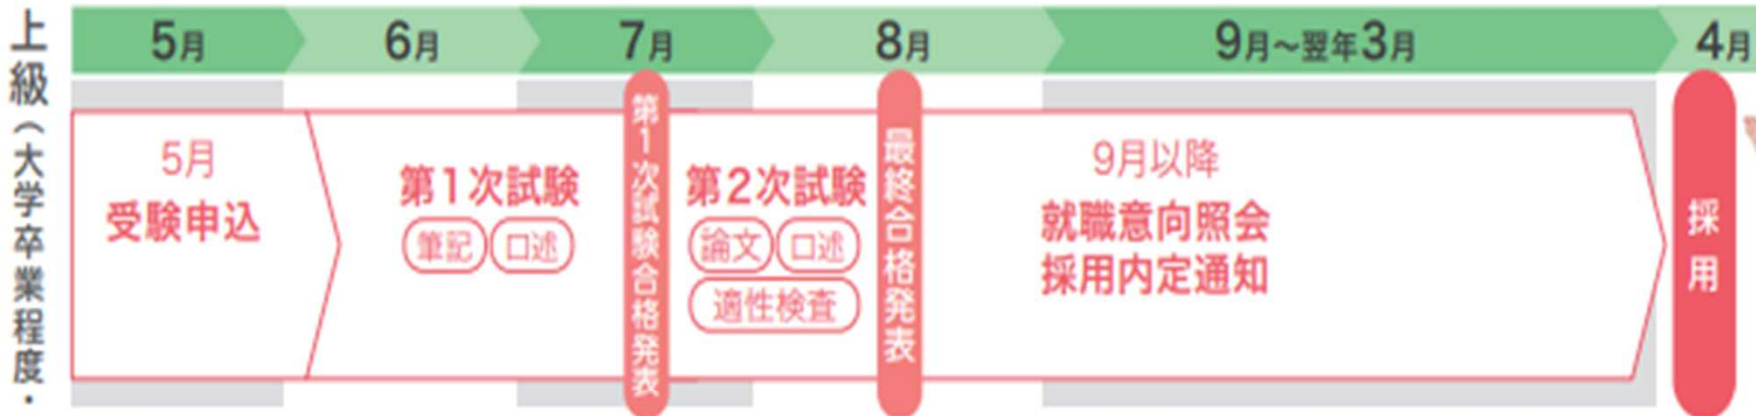 上級（大学卒業程度・
5月
6月
7月
8月
9月～翌年3月
4月
5月
受験申込
第1次試験
筆記 口述
第1次試験合格発表
第2次試験
論文 口述
適性検査
最終合格発表
9月以降
就職意向照会
採用内定通知
採用